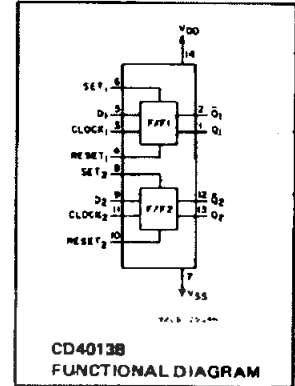 VDD
14
6
SET1
5
D1
F/F1
2
Q̅1
CLOCK1
1
Q1
4
RESET1
8
SET2
9
D2
F/F2
12
Q̅2
11
CLOCK2
13
Q2
10
RESET2
7
VSS
CD4013B
FUNCTIONAL DIAGRAM